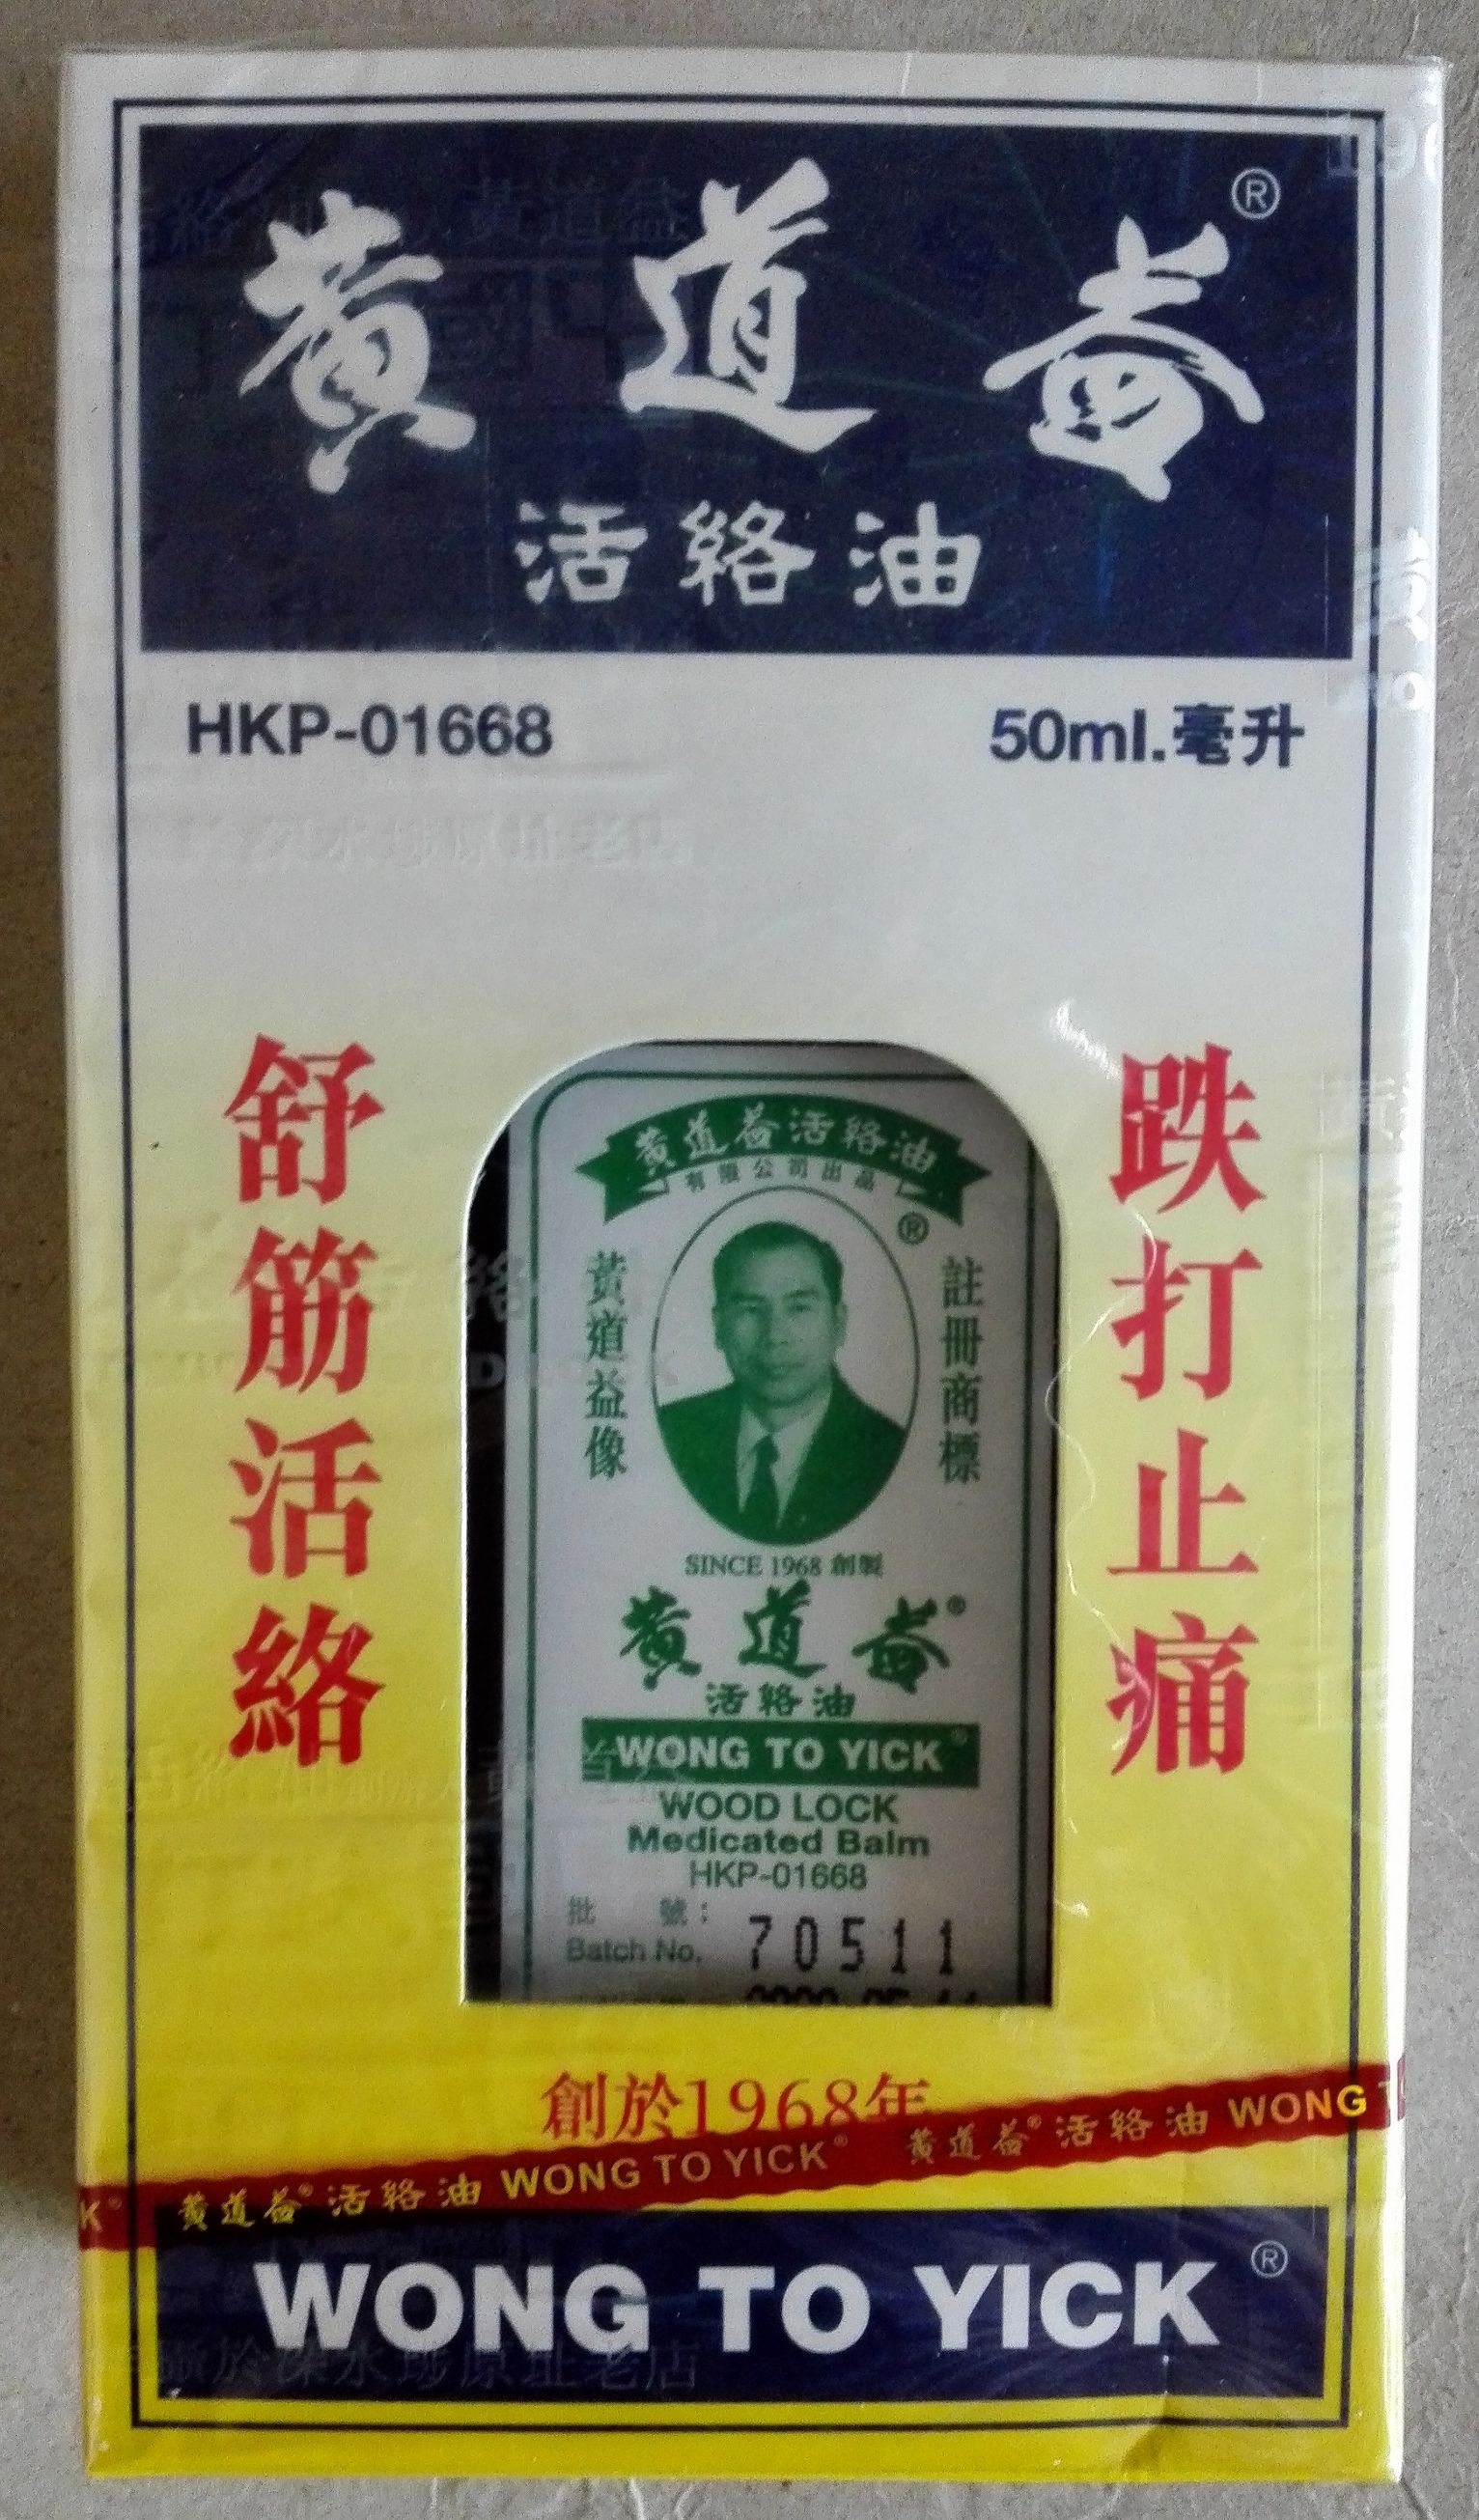 黃道益®
活絡油
HKP-01668
50ml.毫升
舒筋活絡
跌打止痛
黃道益活絡油
有限公司出品
®
黃道益像
註冊商標
SINCE 1968 創製
黃道益®
活絡油
WONG TO YICK®
WOOD LOCK
Medicated Balm
HKP-01668
批號：
Batch No. 70511
創於1968年
黃道益® 活絡油 WONG TO YICK® 黃道益® 活絡油 WONG
WONG TO YICK®